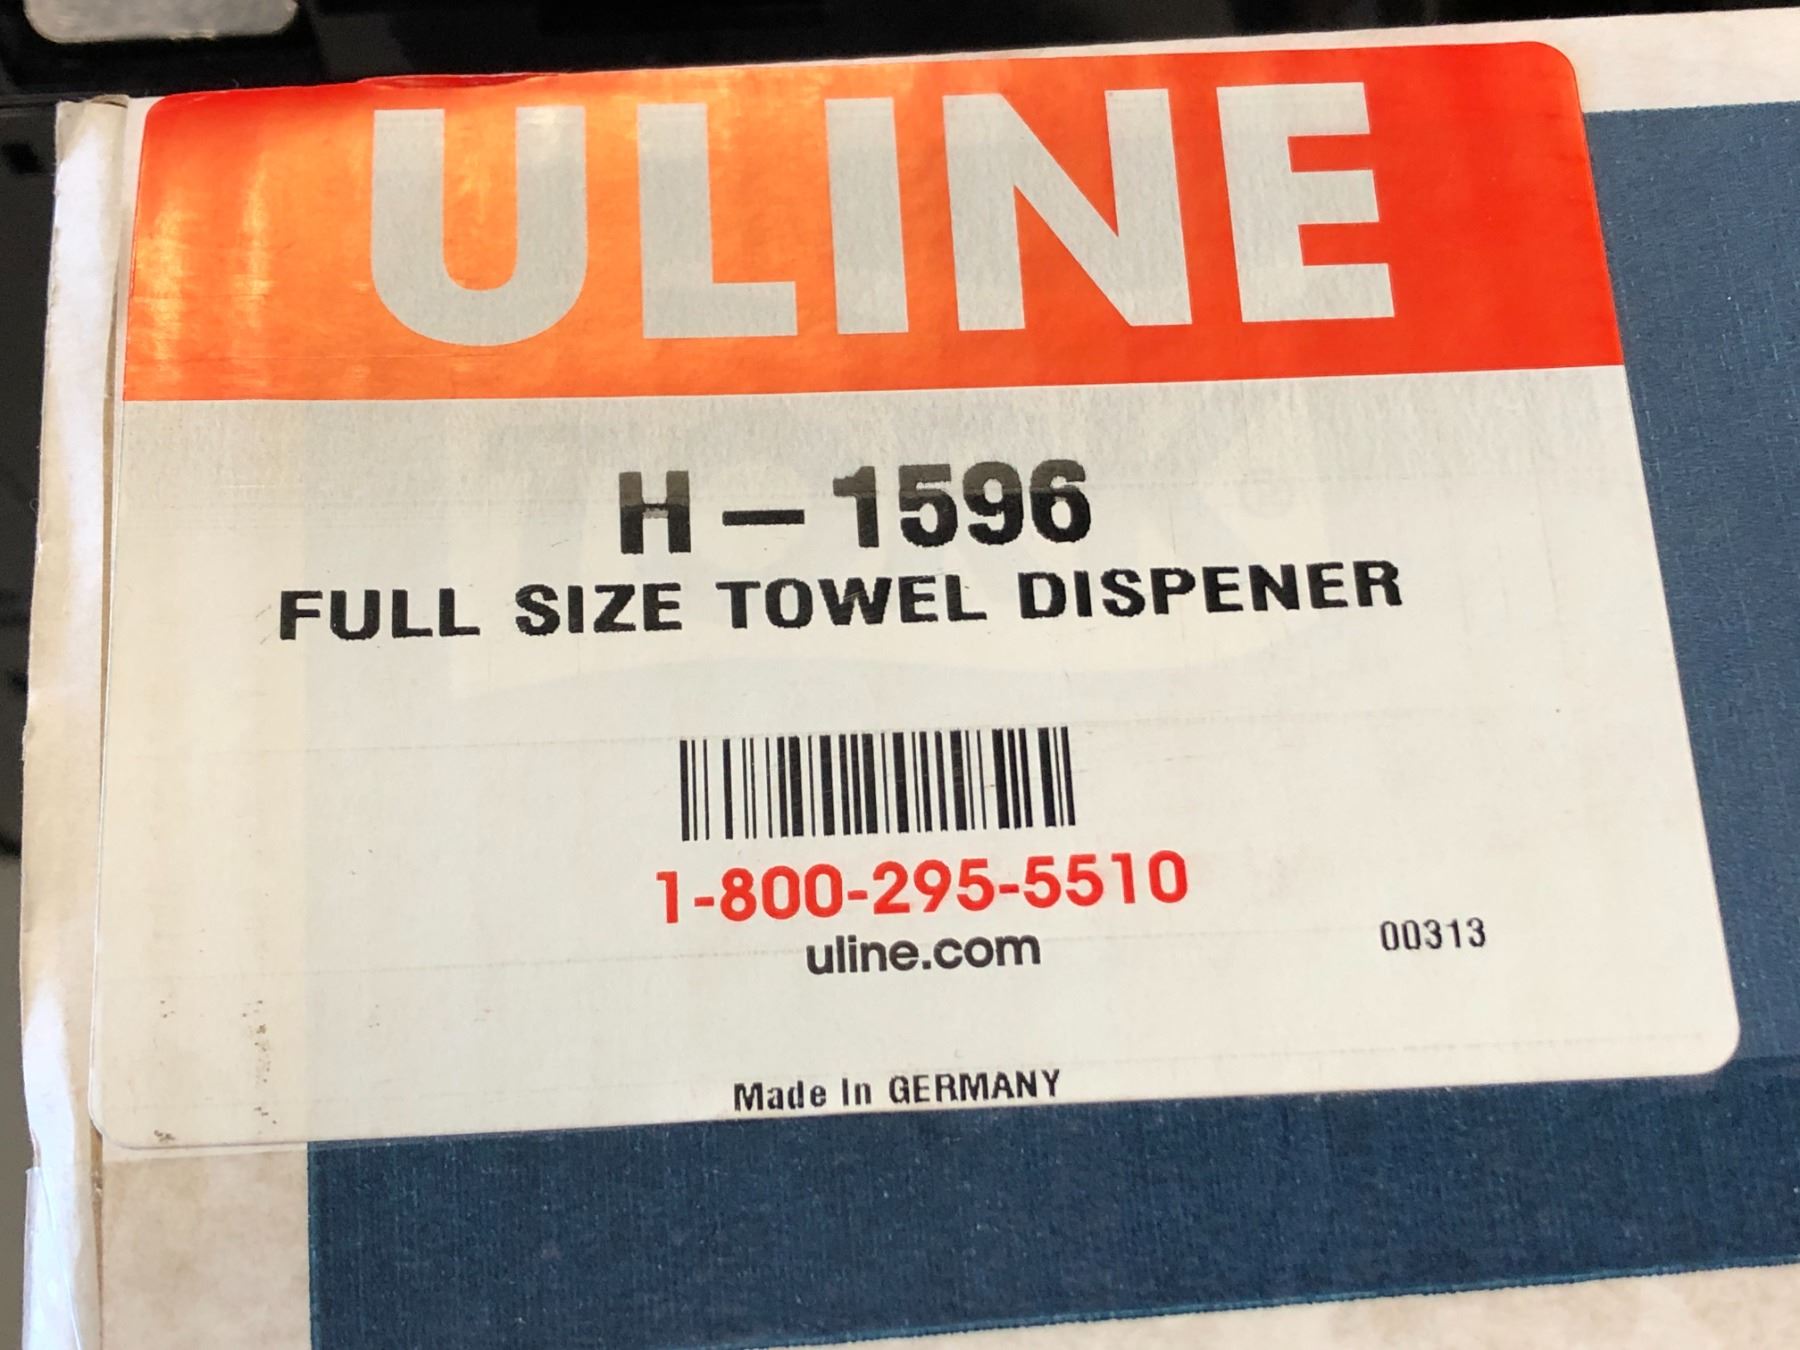 ULINE
H-1596
FULL SIZE TOWEL DISPENER
1-800-295-5510
uline.com
00313
Made In GERMANY